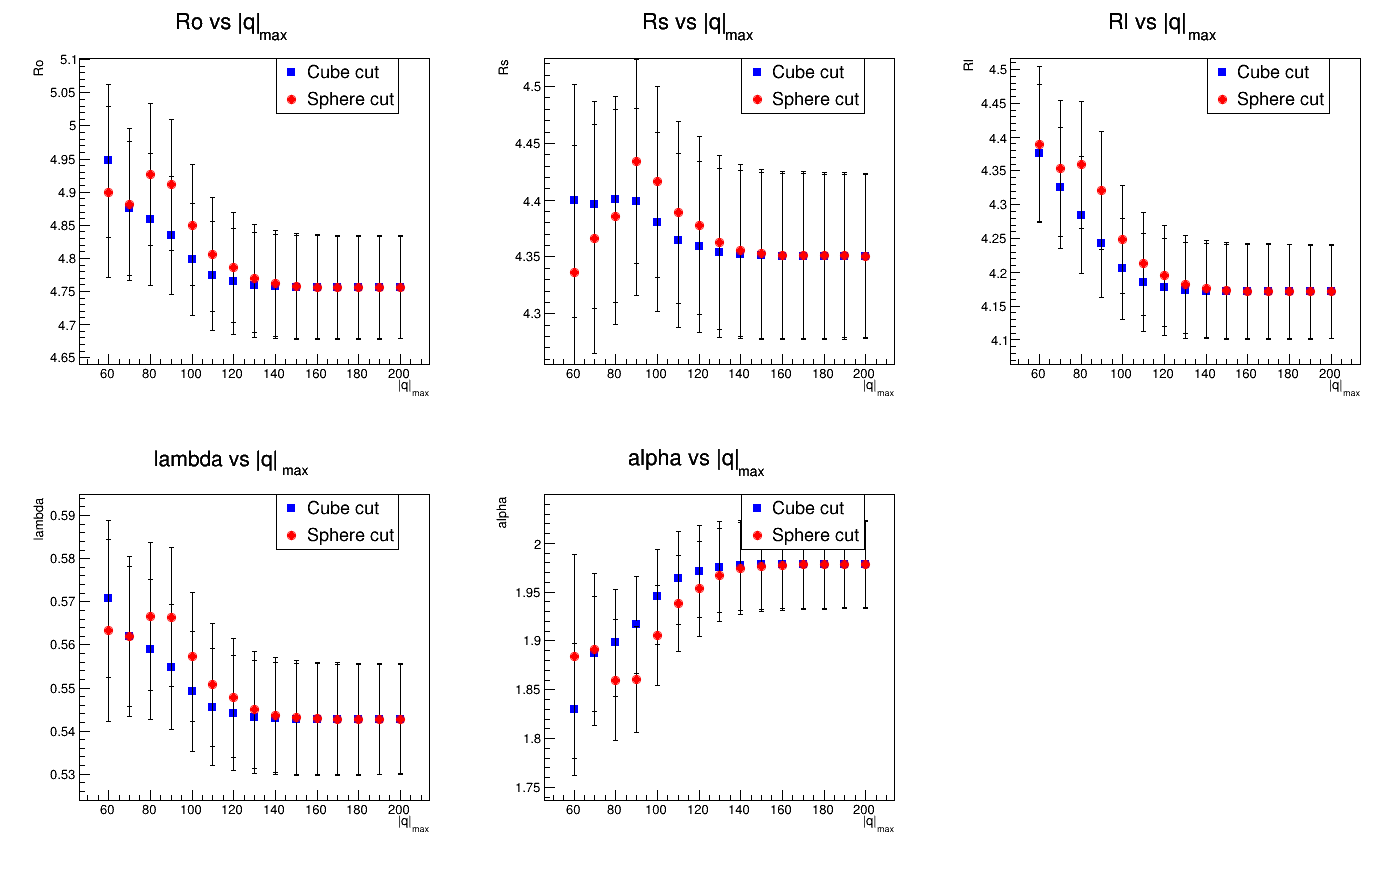 Ro vs |q|max
Ro
Cube cut
Sphere cut
5.1
5.05
5
4.95
4.9
4.85
4.8
4.75
4.7
4.65
60 80 100 120 140 160 180 200
|q|max
Rs vs |q|max
Rs
Cube cut
Sphere cut
4.5
4.45
4.4
4.35
4.3
60 80 100 120 140 160 180 200
|q|max
Rl vs |q|max
Rl
Cube cut
Sphere cut
4.5
4.45
4.4
4.35
4.3
4.25
4.2
4.15
4.1
60 80 100 120 140 160 180 200
|q|max
lambda vs |q| max
lambda
Cube cut
Sphere cut
0.59
0.58
0.57
0.56
0.55
0.54
0.53
60 80 100 120 140 160 180 200
|q|max
alpha vs |q|max
alpha
Cube cut
Sphere cut
2
1.95
1.9
1.85
1.8
1.75
60 80 100 120 140 160 180 200
|q|max